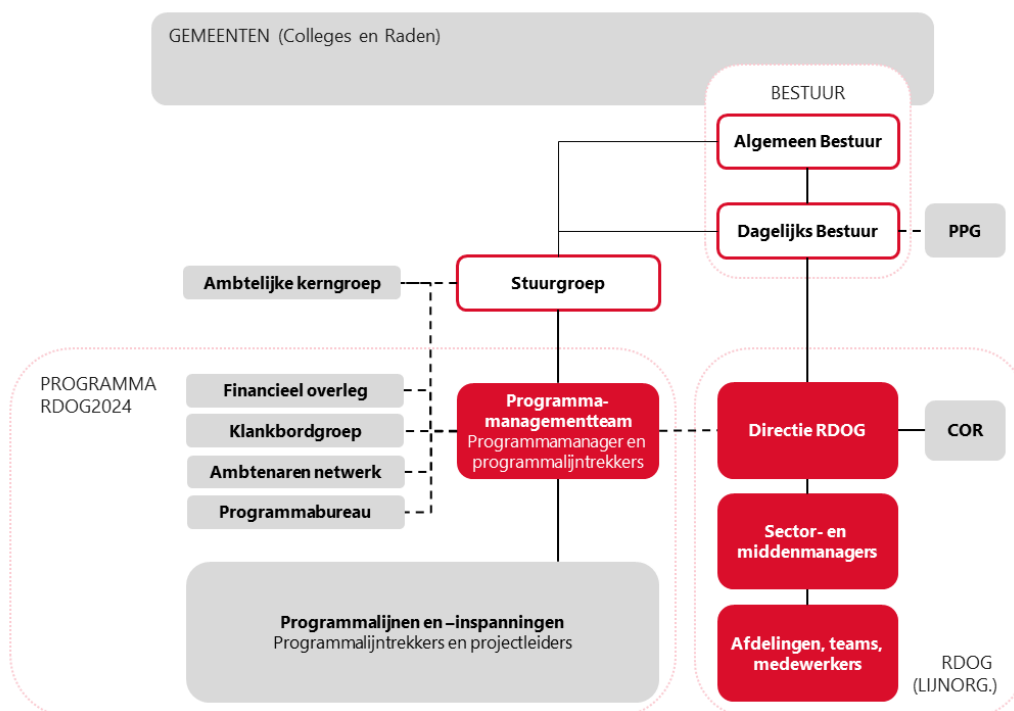 GEMEENTEN (Colleges en Raden)
BESTUUR
Algemeen Bestuur
Dagelijks Bestuur
PPG
Ambtelijke kerngroep
Stuurgroep
PROGRAMMA
RDOG2024
Financieel overleg
Klankbordgroep
Ambtenaren netwerk
Programmabureau
Programma-
managementteam
Programmamanager en
programmalijntrekkers
Directie RDOG
COR
Sector- en
middenmanagers
Programmalijnen en –inspanningen
Programmalijntrekkers en projectleiders
Afdelingen, teams,
medewerkers
RDOG
(LIJNORG.)